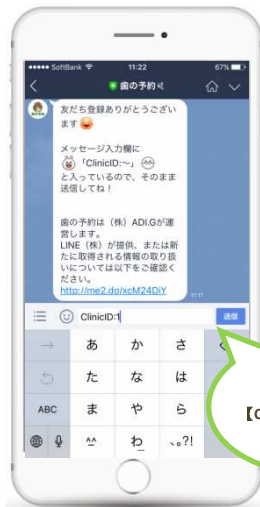 SoftBank 11:22 67%
歯の予約
友だち登録ありがとうござい
ます
メッセージ入力欄に
「ClinicID:～」
と入っているので、そのまま
送信してね！
歯の予約は（株）ADI.Gが運
営します。
LINE（株）が提供、または新
たに取得される情報の取り扱
いについては以下をご確認く
ださい。
http://me2.do/xcM24DiY
11:11
ClinicID:1 送信
→ あ か さ
た な は
ABC ま や ら
^^ わ 、。?!
【C